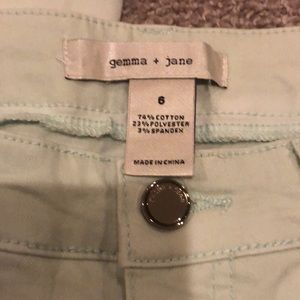 gemma + jane
6
74% COTTON
23% POLYESTER
3% SPANDEX
MADE IN CHINA